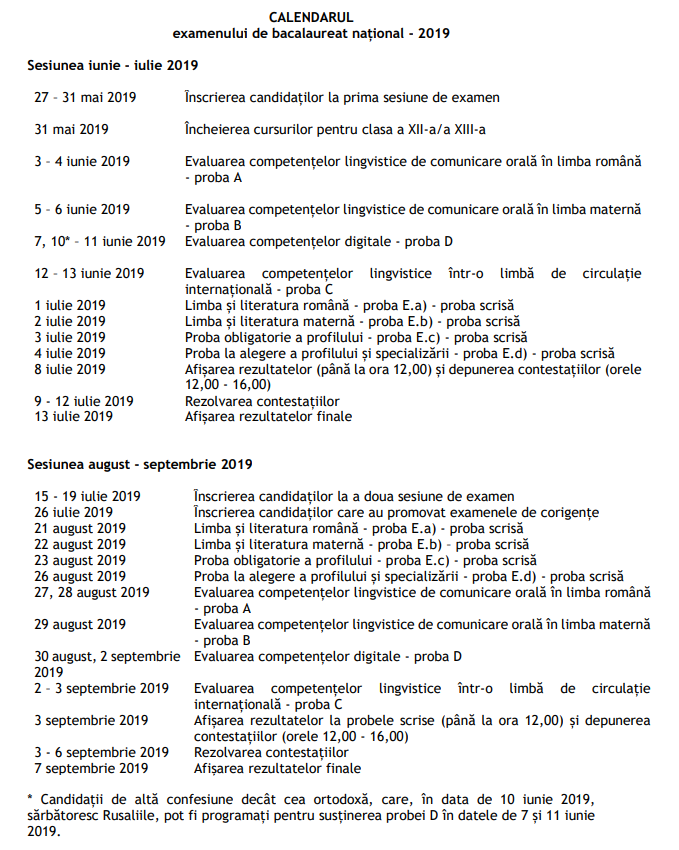 CALENDARUL
examenului de bacalaureat național - 2019
Sesiunea iunie - iulie 2019
27 – 31 mai 2019 Înscrierea candidaților la prima sesiune de examen
31 mai 2019 Încheierea cursurilor pentru clasa a XII-a/a XIII-a
3 – 4 iunie 2019 Evaluarea competențelor lingvistice de comunicare orală în limba română
- proba A
5 – 6 iunie 2019 Evaluarea competențelor lingvistice de comunicare orală în limba maternă
- proba B
7, 10* – 11 iunie 2019 Evaluarea competențelor digitale - proba D
12 – 13 iunie 2019 Evaluarea competențelor lingvistice într-o limbă de circulație
internațională - proba C
1 iulie 2019 Limba și literatura română - proba E.a) - proba scrisă
2 iulie 2019 Limba și literatura maternă - proba E.b) - proba scrisă
3 iulie 2019 Proba obligatorie a profilului - proba E.c) - proba scrisă
4 iulie 2019 Proba la alegere a profilului și specializării - proba E.d) - proba scrisă
8 iulie 2019 Afișarea rezultatelor (până la ora 12,00) și depunerea contestațiilor (orele
12,00 - 16,00)
9 - 12 iulie 2019 Rezolvarea contestațiilor
13 iulie 2019 Afișarea rezultatelor finale
Sesiunea august - septembrie 2019
15 - 19 iulie 2019 Înscrierea candidaților la a doua sesiune de examen
26 iulie 2019 Înscrierea candidaților care au promovat examenele de corigențe
21 august 2019 Limba și literatura română - proba E.a) - proba scrisă
22 august 2019 Limba și literatura maternă - proba E.b) – proba scrisă
23 august 2019 Proba obligatorie a profilului - proba E.c) - proba scrisă
26 august 2019 Proba la alegere a profilului și specializării - proba E.d) - proba scrisă
27, 28 august 2019 Evaluarea competențelor lingvistice de comunicare orală în limba română
- proba A
29 august 2019 Evaluarea competențelor lingvistice de comunicare orală în limba maternă
- proba B
30 august, 2 septembrie Evaluarea competențelor digitale - proba D
2019
2 – 3 septembrie 2019 Evaluarea competențelor lingvistice într-o limbă de circulație
internațională - proba C
3 septembrie 2019 Afișarea rezultatelor la probele scrise (până la ora 12,00) și depunerea
contestațiilor (orele 12,00 - 16,00)
3 - 6 septembrie 2019 Rezolvarea contestațiilor
7 septembrie 2019 Afișarea rezultatelor finale
* Candidații de altă confesiune decât cea ortodoxă, care, în data de 10 iunie 2019,
sărbătoresc Rusaliile, pot fi programați pentru susținerea probei D în datele de 7 și 11 iunie
2019.